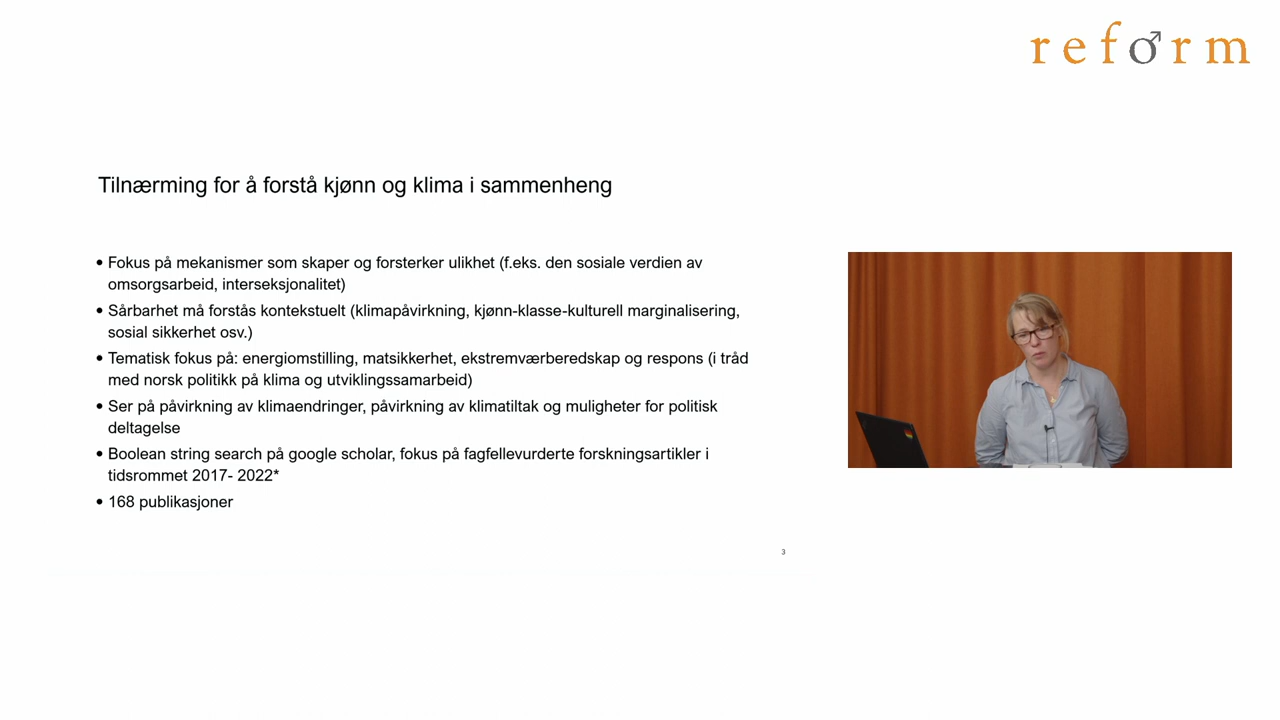 reform
Tilnærming for å forstå kjønn og klima i sammenheng
• Fokus på mekanismer som skaper og forsterker ulikhet (f.eks. den sosiale verdien av
omsorgsarbeid, interseksjonalitet)
• Sårbarhet må forstås kontekstuelt (klimapåvirkning, kjønn-klasse-kulturell marginalisering,
sosial sikkerhet osv.)
• Tematisk fokus på: energiomstilling, matsikkerhet, ekstremværberedskap og respons (i tråd
med norsk politikk på klima og utviklingssamarbeid)
• Ser på påvirkning av klimaendringer, påvirkning av klimatiltak og muligheter for politisk
deltagelse
• Boolean string search på google scholar, fokus på fagfellevurderte forskningsartikler i
tidsrommet 2017- 2022*
• 168 publikasjoner
3